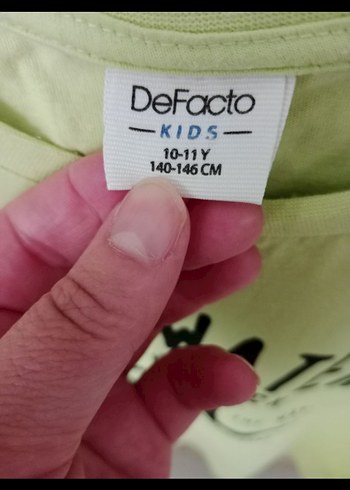 DeFacto
KIDS
10-11 Y
140-146 CM